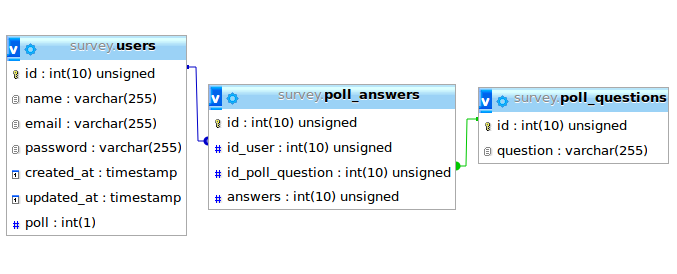 v survey.users
id : int(10) unsigned
name : varchar(255)
email : varchar(255)
password : varchar(255)
created_at : timestamp
updated_at : timestamp
# poll : int(1)
v survey.poll_answers
id : int(10) unsigned
# id_user : int(10) unsigned
# id_poll_question : int(10) unsigned
# answers : int(10) unsigned
v survey.poll_questions
id : int(10) unsigned
question : varchar(255)